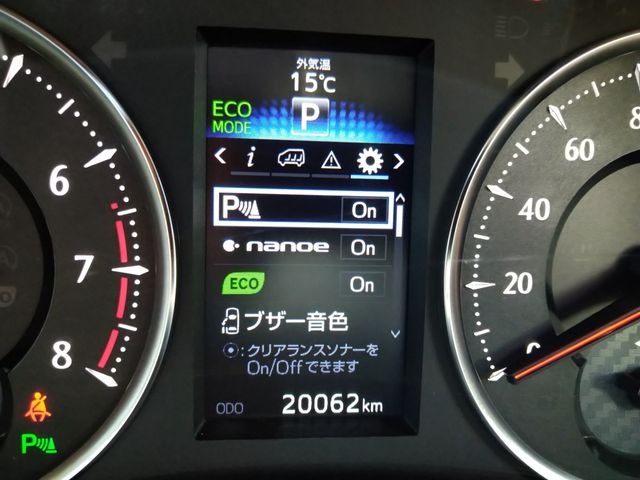 外気温
15℃
ECO
MODE
P
i
6
7
8
P
On
nanoe
On
ECO
On
ブザー音色
:クリアランスソナーを
On/Offできます
ODO 20062km
P
60
40
20